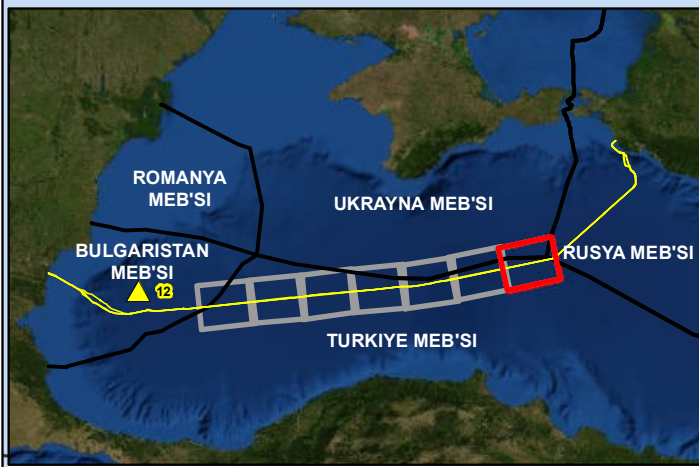 ROMANYA
MEB'SI
UKRAYNA MEB'SI
BULGARISTAN
MEB'SI
RUSYA MEB'SI
12
TURKIYE MEB'SI